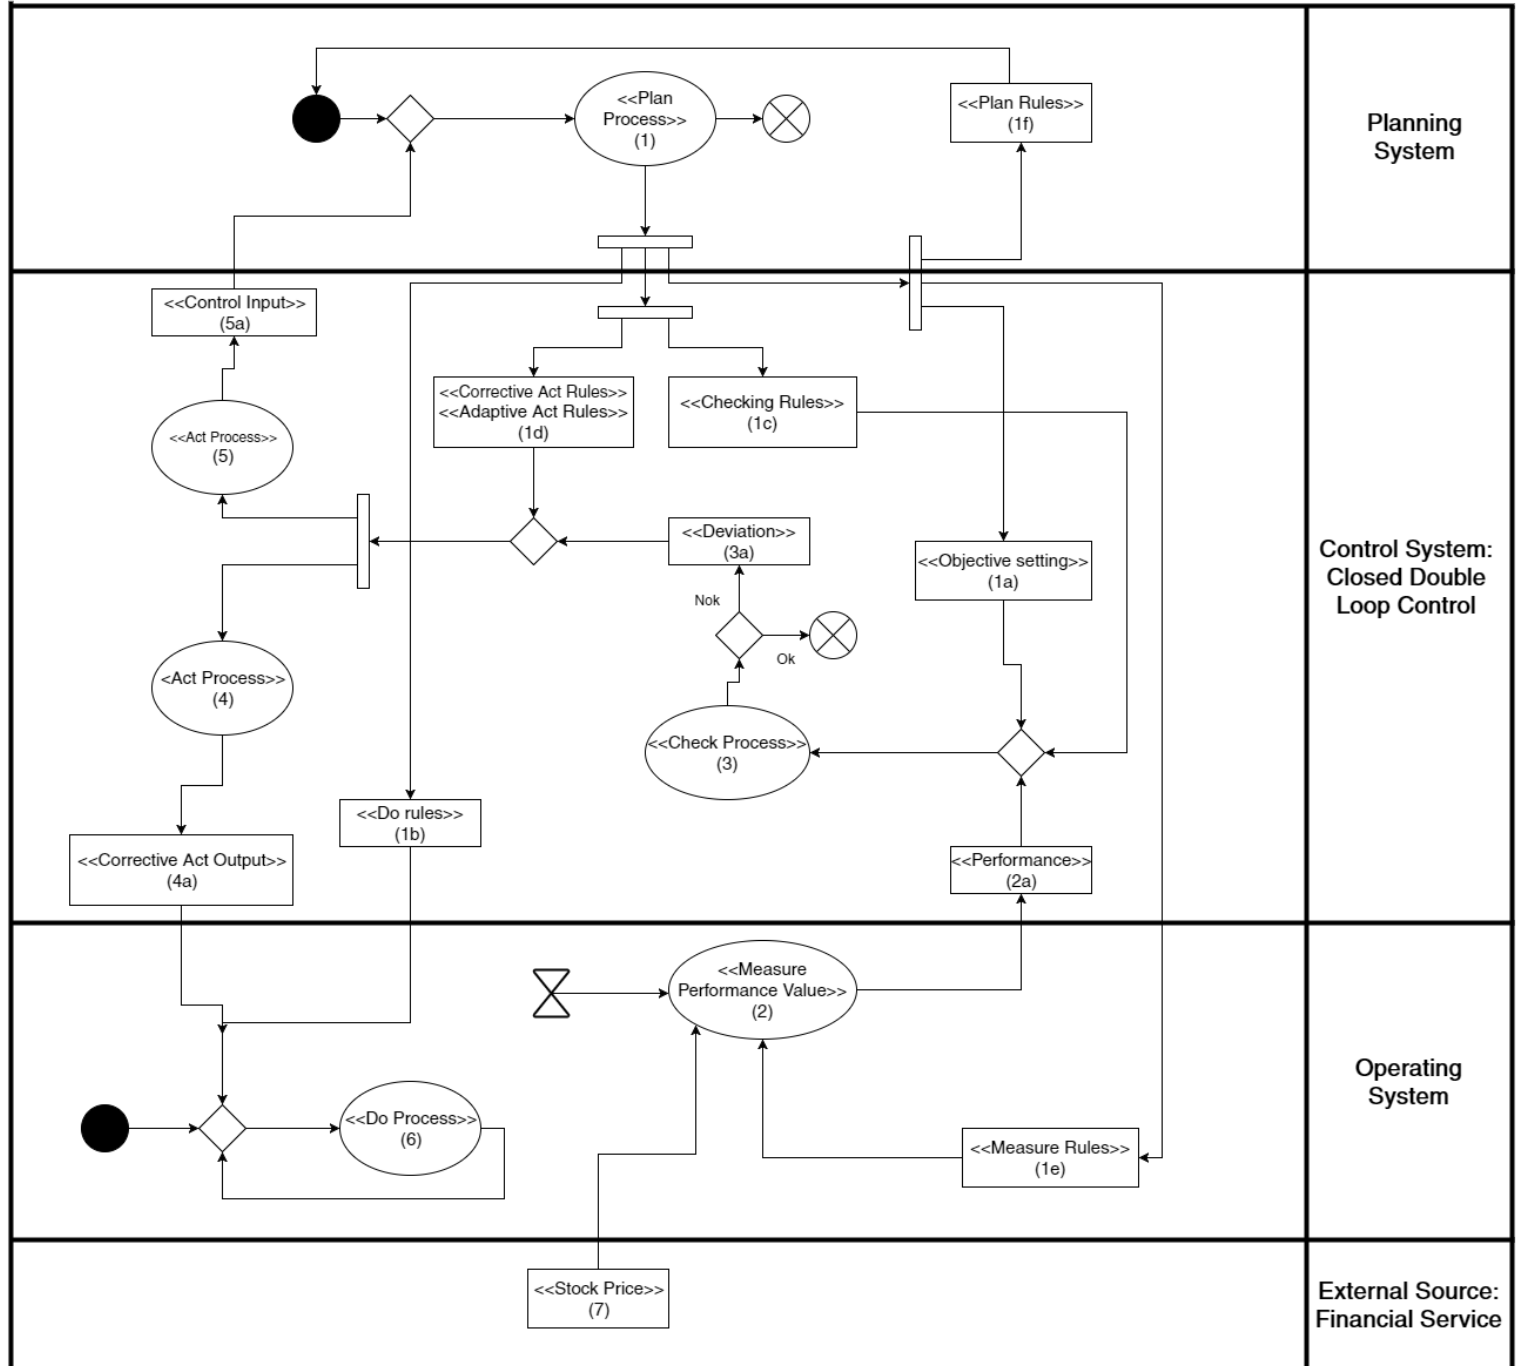 <<Plan
Process>>
(1)
<<Plan Rules>>
(1f)
Planning
System
<<Control Input>>
(5a)
<<Corrective Act Rules>>
<<Adaptive Act Rules>>
(1d)
<<Checking Rules>>
(1c)
<<Act Process>>
(5)
<<Deviation>>
(3a)
<<Objective setting>>
(1a)
Control System:
Closed Double
Loop Control
Nok
Ok
<Act Process>>
(4)
<<Check Process>>
(3)
<<Do rules>>
(1b)
<<Corrective Act Output>>
(4a)
<<Performance>>
(2a)
<<Measure
Performance Value>>
(2)
Operating
System
<<Do Process>>
(6)
<<Measure Rules>>
(1e)
<<Stock Price>>
(7)
External Source:
Financial Service